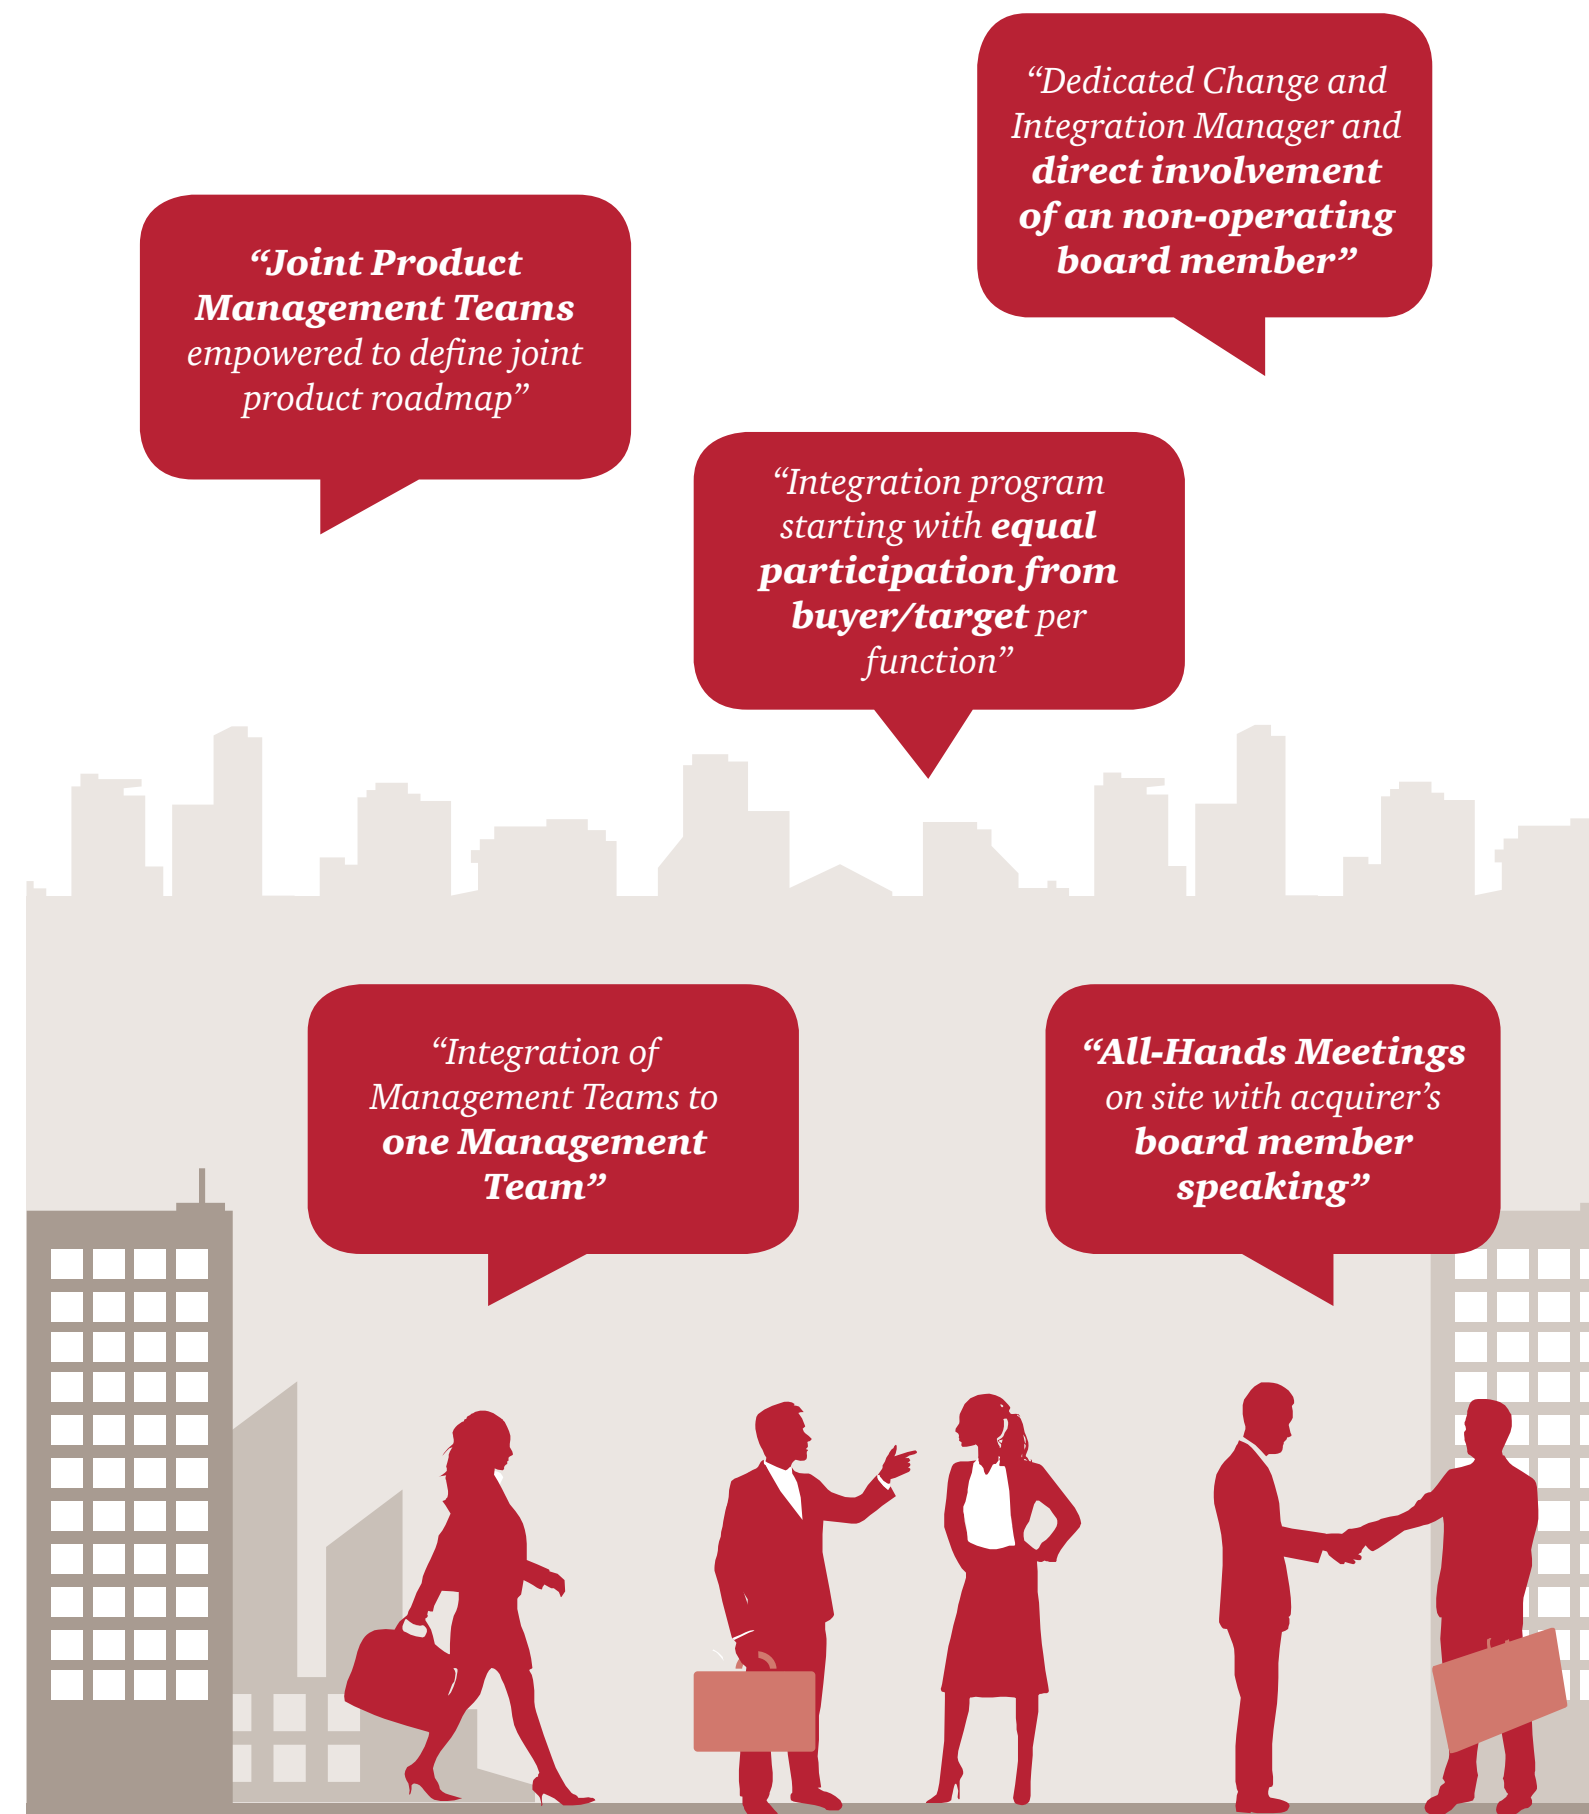 “Dedicated Change and
Integration Manager and
direct involvement
of an non-operating
board member”
“Joint Product
Management Teams
empowered to define joint
product roadmap”
“Integration program
starting with equal
participation from
buyer/target per
function”
“Integration of
Management Teams to
one Management
Team”
“All-Hands Meetings
on site with acquirer’s
board member
speaking”